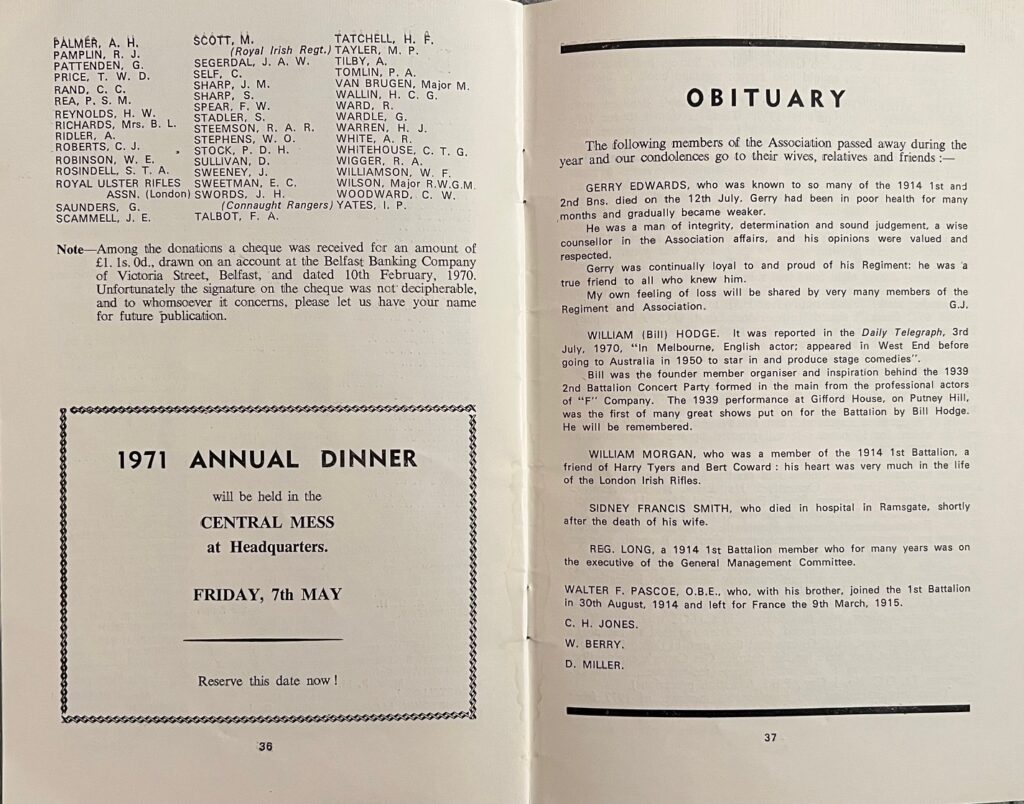 PALMER, A. H.
PAMPLIN, R. J.
PATTENDEN, G.
PRICE, T. W. D.
RAND, C. C.
REA, P. S. M.
REYNOLDS, H. W.
RICHARDS, Mrs. B. L.
RIDLER, A.
ROBERTS, C. J.
ROBINSON, W. E.
ROSINDELL, S. T. A.
ROYAL ULSTER RIFLES
ASSN. (London)
SAUNDERS, G.
SCAMMELL, J. E.
SCOTT, M.
(Royal Irish Regt.)
SEGERDAL, J. A. W.
SELF, C.
SHARP, J. M.
SHARP, S.
SPEAR, F. W.
STADLER, S.
STEEMSON, R. A. R.
STEPHENS, W. O.
STOCK, P. D. H.
SULLIVAN, D.
SWEENEY, J.
SWEETMAN, E. C.
SWORDS, J. H.
(Connaught Rangers)
TALBOT, F. A.
TATCHELL, H. F.
TAYLER, M. P.
TILBY, A.
TOMLIN, P. A.
VAN BRUGEN, Major M.
WALLIN, H. C. G.
WARD, R.
WARDLE, G.
WARREN, H. J.
WHITE, A. R.
WHITEHOUSE, C. T. G.
WIGGER, R. A.
WILLIAMSON, W. F.
WILSON, Major R.W.G.M.
WOODWARD, C. W.
YATES, I. P.
Note—Among the donations a cheque was received for an amount of
£1. 1s. 0d., drawn on an account at the Belfast Banking Company
of Victoria Street, Belfast, and dated 10th February, 1970.
Unfortunately the signature on the cheque was not decipherable,
and to whomsoever it concerns, please let us have your name
for future publication.
1971 ANNUAL DINNER
will be held in the
CENTRAL MESS
at Headquarters.
FRIDAY, 7th MAY
Reserve this date now !
36
OBITUARY
The following members of the Association passed away during the
year and our condolences go to their wives, relatives and friends :—
GERRY EDWARDS, who was known to so many of the 1914 1st and
2nd Bns. died on the 12th July. Gerry had been in poor health for many
months and gradually became weaker.
He was a man of integrity, determination and sound judgement, a wise
counsellor in the Association affairs, and his opinions were valued and
respected.
Gerry was continually loyal to and proud of his Regiment: he was a
true friend to all who knew him.
My own feeling of loss will be shared by very many members of the
Regiment and Association. G.J.
WILLIAM (Bill) HODGE. It was reported in the Daily Telegraph, 3rd
July, 1970, "In Melbourne, English actor; appeared in West End before
going to Australia in 1950 to star in and produce stage comedies".
Bill was the founder member organiser and inspiration behind the 1939
2nd Battalion Concert Party formed in the main from the professional actors
of "F" Company. The 1939 performance at Gifford House, on Putney Hill,
was the first of many great shows put on for the Battalion by Bill Hodge.
He will be remembered.
WILLIAM MORGAN, who was a member of the 1914 1st Battalion, a
friend of Harry Tyers and Bert Coward : his heart was very much in the life
of the London Irish Rifles.
SIDNEY FRANCIS SMITH, who died in hospital in Ramsgate, shortly
after the death of his wife.
REG. LONG, a 1914 1st Battalion member who for many years was on
the executive of the General Management Committee.
WALTER F. PASCOE, O.B.E., who, with his brother, joined the 1st Battalion
in 30th August, 1914 and left for France the 9th March, 1915.
C. H. JONES.
W. BERRY.
D. MILLER.
37